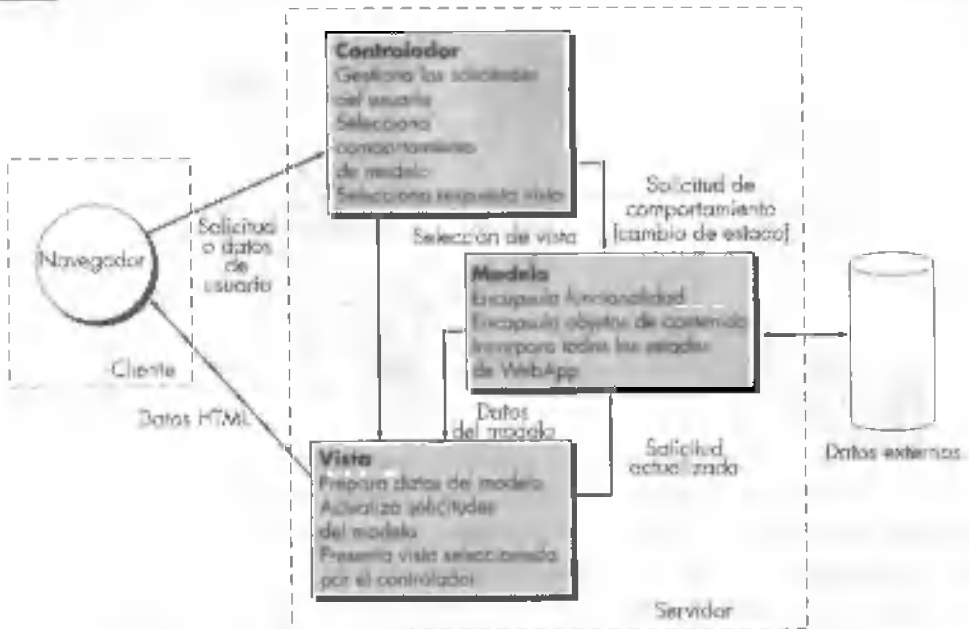 Controlador
Gestiona las solicitudes
del usuario
Selecciona
comportamiento
de modelo
Selecciona respuesta vista
Navegador
Solicitud
o datos
de
usuario
Cliente
Selección de vista
Solicitud de
comportamiento
[cambio de estado]
Modelo
Encapsula funcionalidad
Encapsula objetos de contenido
Incorpora todos los estados
de WebApp
Datos HTML
Datos
del modelo
Solicitud
actualizada
Datos externos
Vista
Prepara datos del modelo
Actualiza solicitudes
del modelo
Presenta vista seleccionada
por el controlador
Servidor